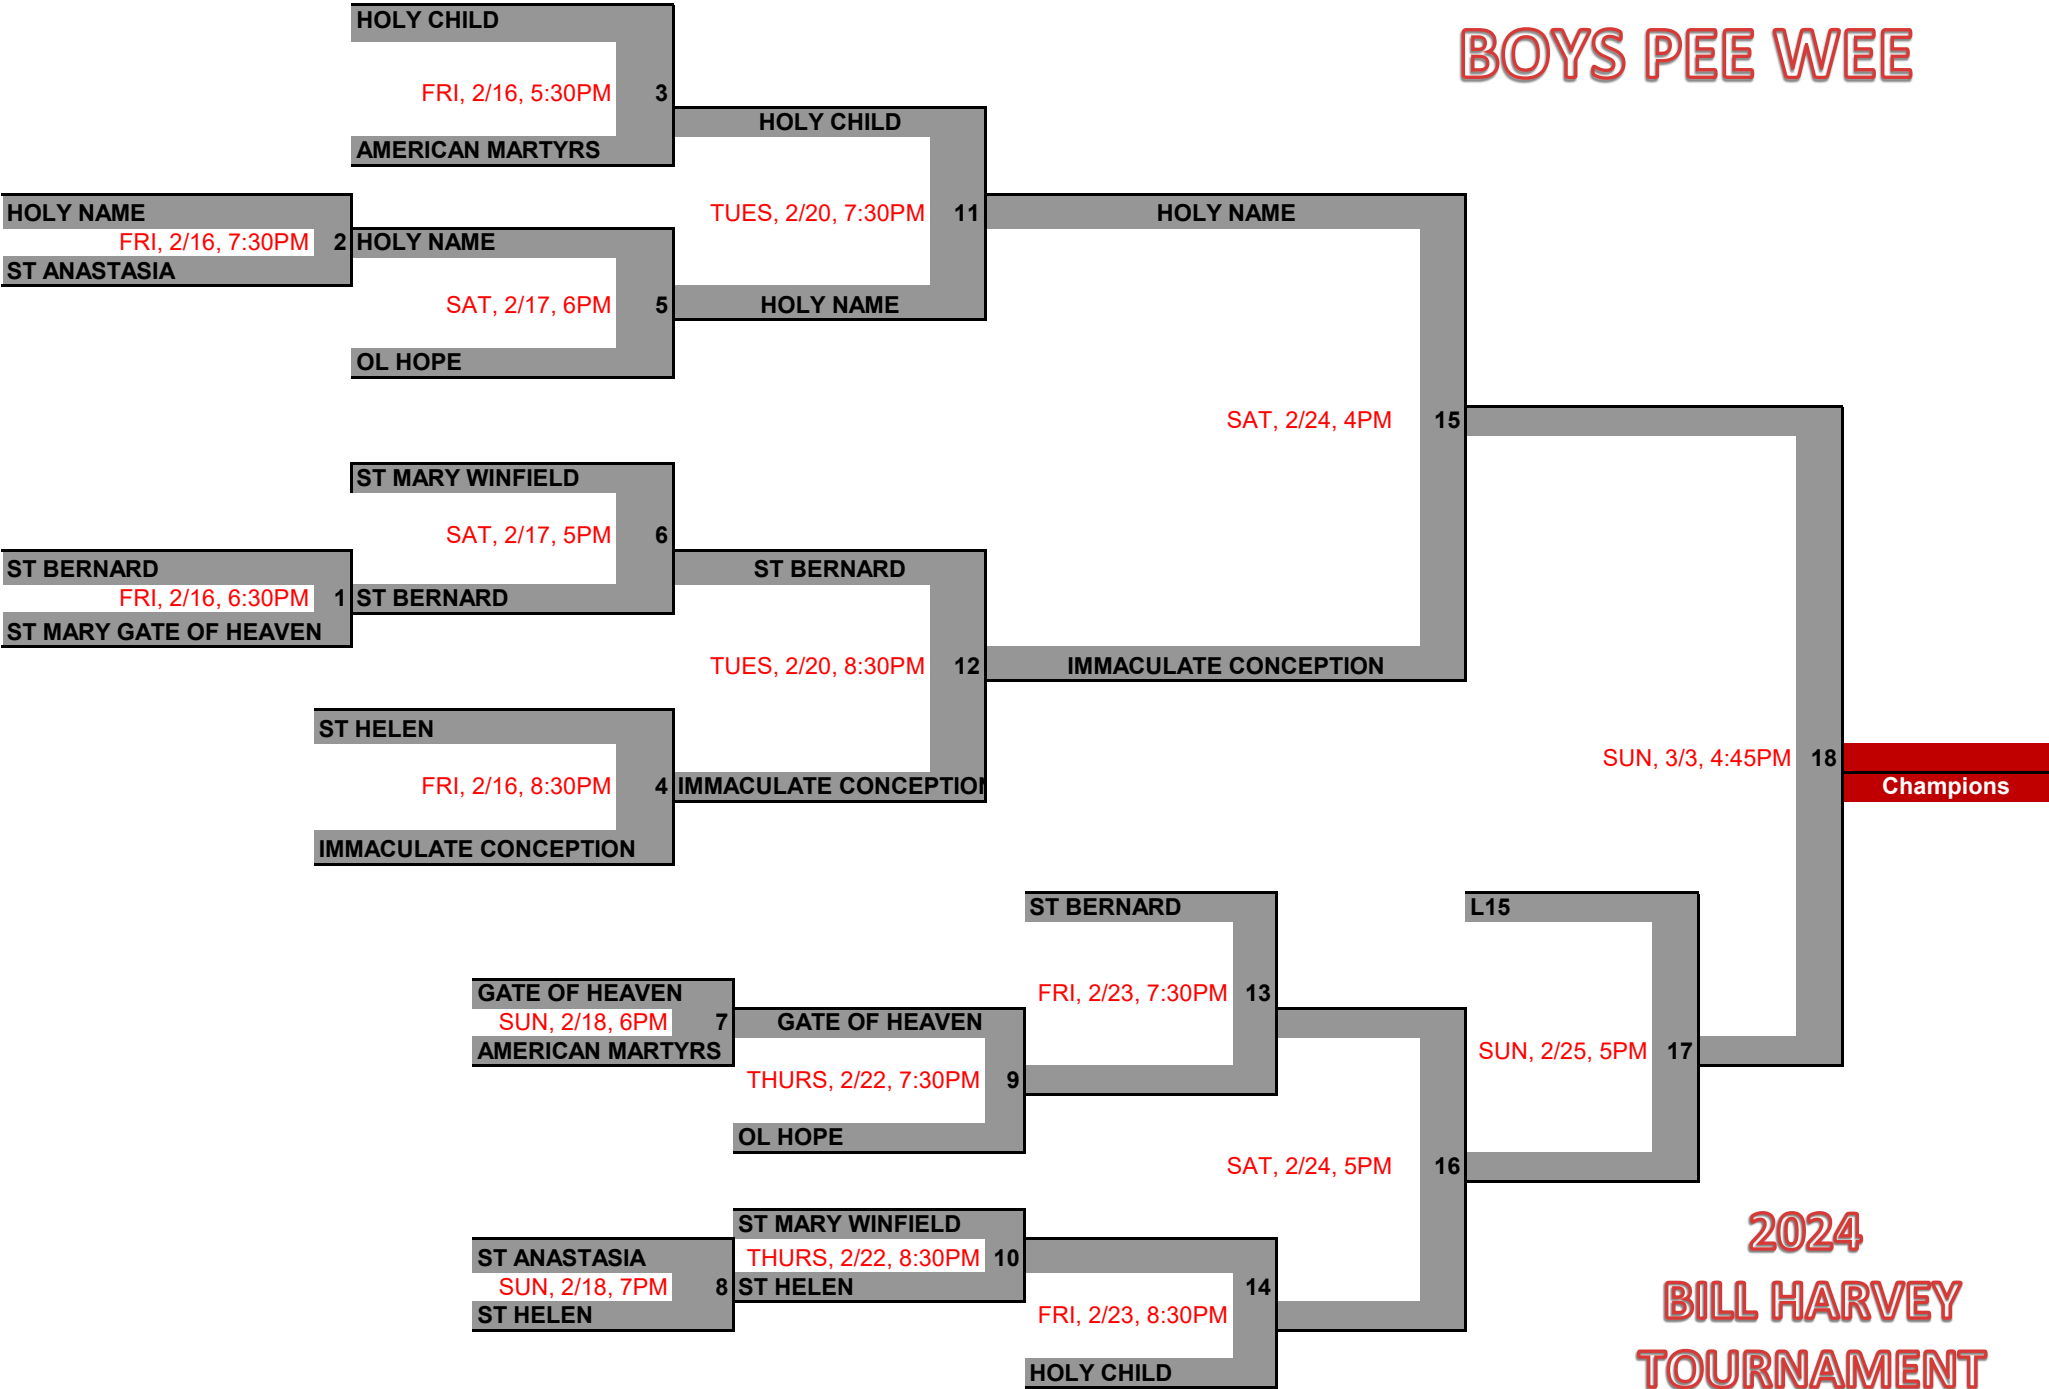 HOLY CHILD
BOYS PEE WEE
FRI, 2/16, 5:30PM 3
HOLY CHILD
AMERICAN MARTYRS
HOLY NAME
TUES, 2/20, 7:30PM 11
HOLY NAME
FRI, 2/16, 7:30PM 2
HOLY NAME
ST ANASTASIA
SAT, 2/17, 6PM 5
HOLY NAME
OL HOPE
SAT, 2/24, 4PM 15
ST MARY WINFIELD
SAT, 2/17, 5PM 6
ST BERNARD
ST BERNARD
FRI, 2/16, 6:30PM 1
ST BERNARD
ST MARY GATE OF HEAVEN
TUES, 2/20, 8:30PM 12
IMMACULATE CONCEPTION
ST HELEN
SUN, 3/3, 4:45PM 18
FRI, 2/16, 8:30PM 4
IMMACULATE CONCEPTION
Champions
IMMACULATE CONCEPTION
ST BERNARD
L15
GATE OF HEAVEN
FRI, 2/23, 7:30PM 13
SUN, 2/18, 6PM 7
GATE OF HEAVEN
AMERICAN MARTYRS
SUN, 2/25, 5PM 17
THURS, 2/22, 7:30PM 9
OL HOPE
SAT, 2/24, 5PM 16
ST MARY WINFIELD
2024
ST ANASTASIA
THURS, 2/22, 8:30PM 10
SUN, 2/18, 7PM 8
ST HELEN
14
ST HELEN
FRI, 2/23, 8:30PM
BILL HARVEY
HOLY CHILD
TOURNAMENT